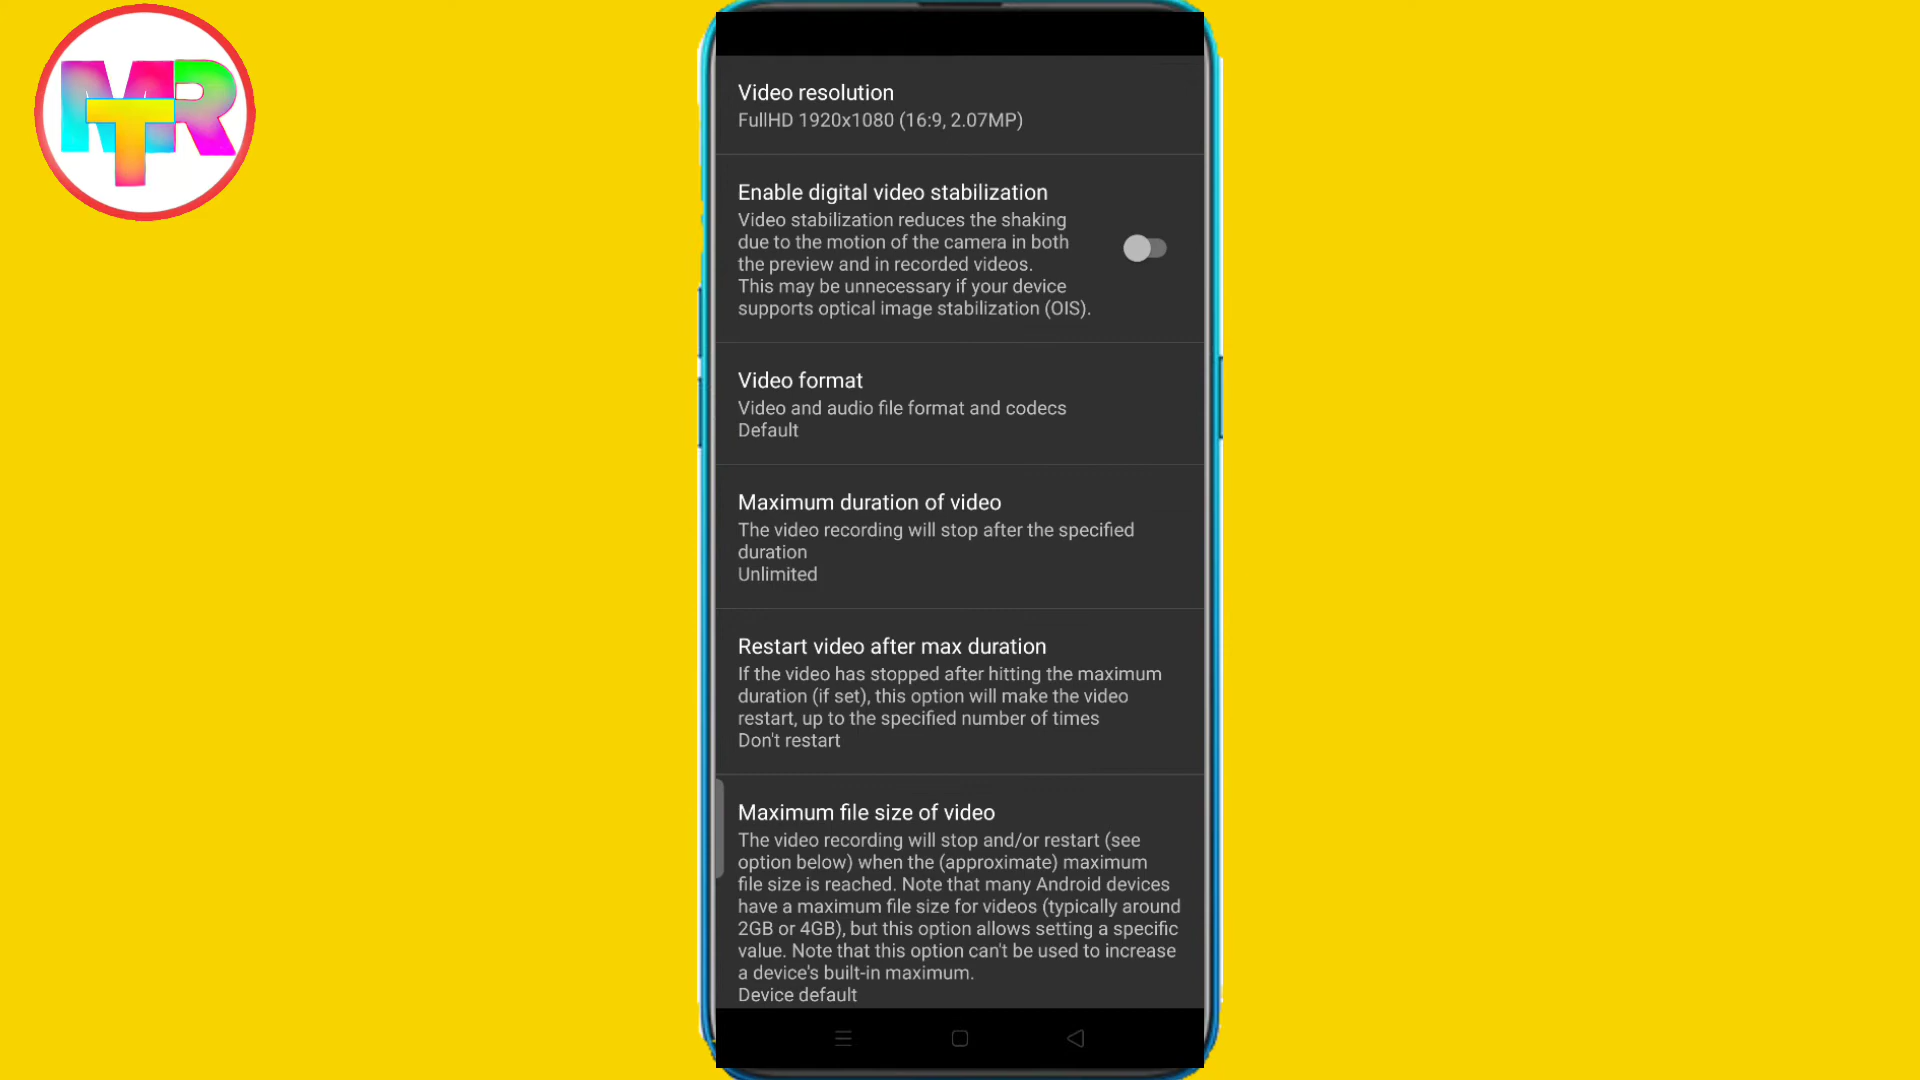 MRT
Video resolution
FullHD 1920x1080 (16:9, 2.07MP)
Enable digital video stabilization
Video stabilization reduces the shaking
due to the motion of the camera in both
the preview and in recorded videos.
This may be unnecessary if your device
supports optical image stabilization (OIS).
Video format
Video and audio file format and codecs
Default
Maximum duration of video
The video recording will stop after the specified
duration
Unlimited
Restart video after max duration
If the video has stopped after hitting the maximum
duration (if set), this option will make the video
restart, up to the specified number of times
Don't restart
Maximum file size of video
The video recording will stop and/or restart (see
option below) when the (approximate) maximum
file size is reached. Note that many Android devices
have a maximum file size for videos (typically around
2GB or 4GB), but this option allows setting a specific
value. Note that this option can't be used to increase
a device's built-in maximum.
Device default